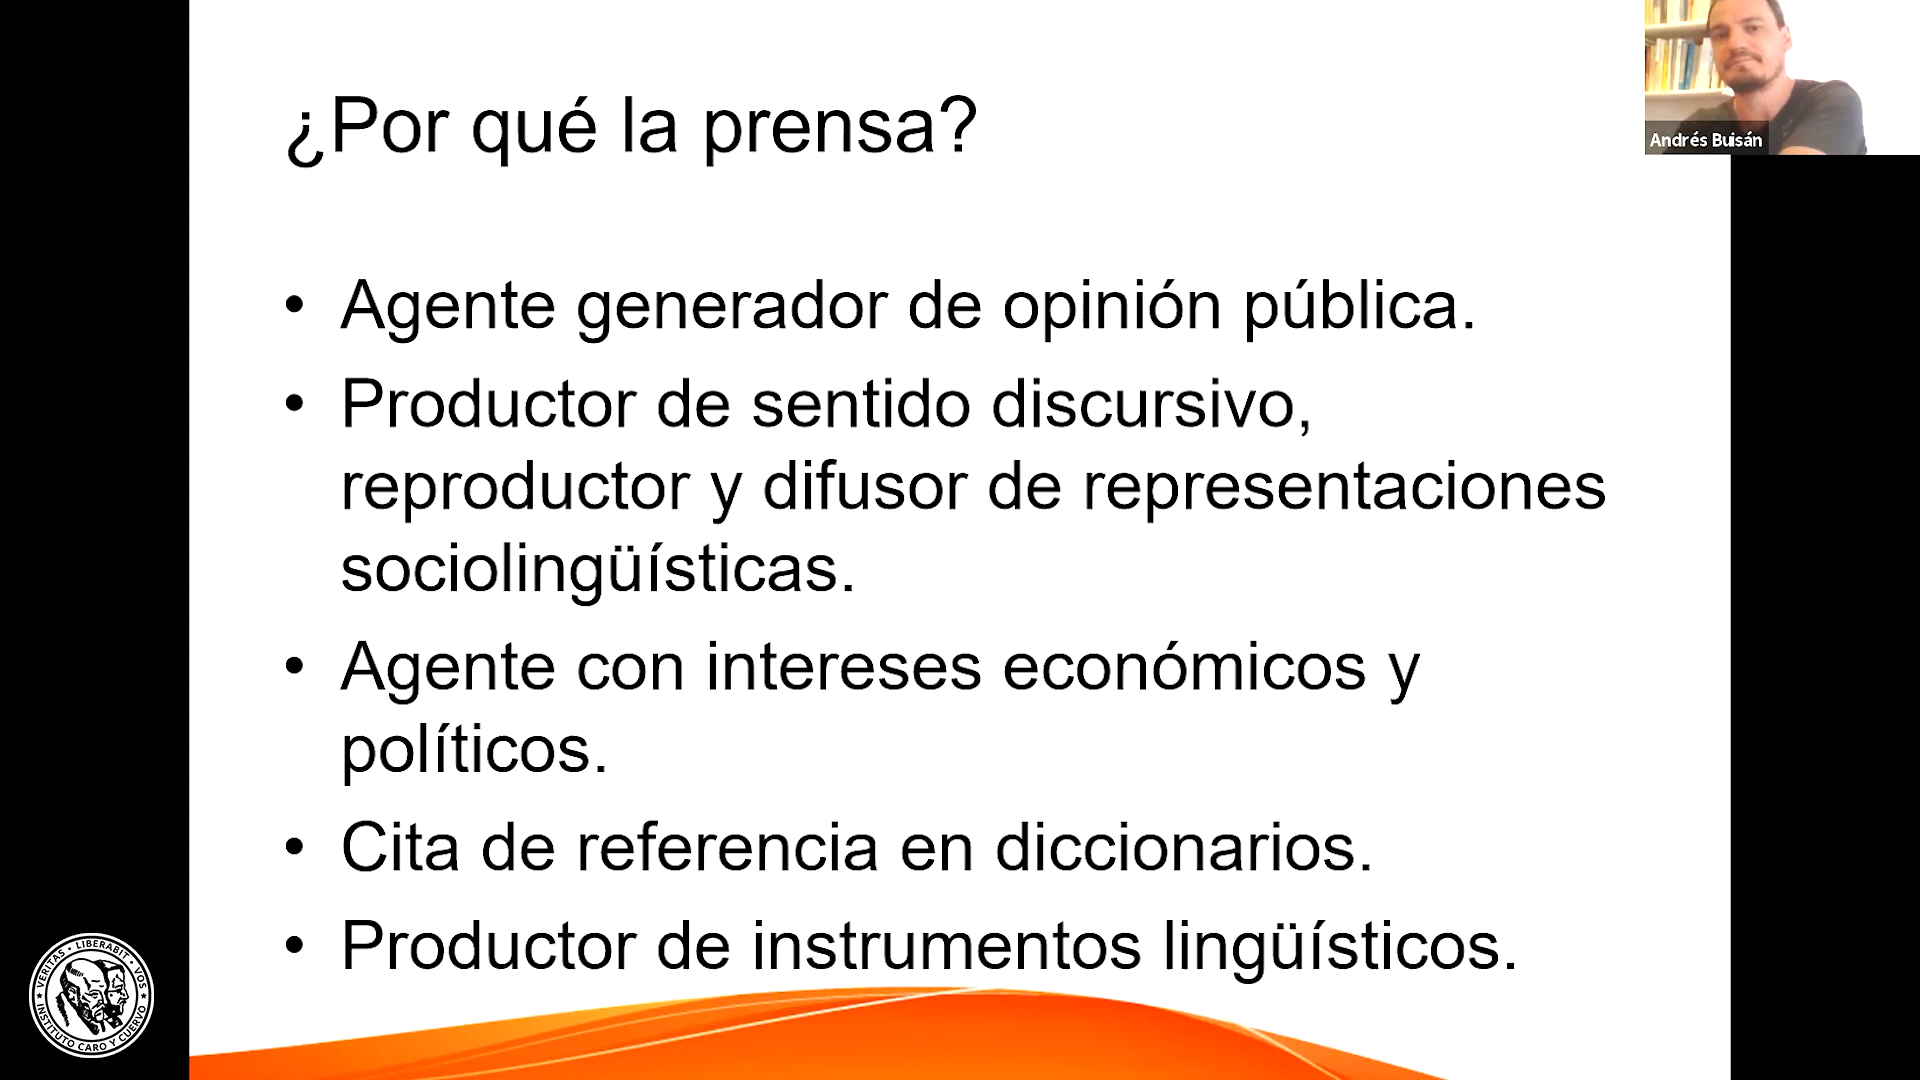 ¿Por qué la prensa?
Andrés Buisán
• Agente generador de opinión pública.
• Productor de sentido discursivo,
reproductor y difusor de representaciones
sociolingüísticas.
• Agente con intereses económicos y
políticos.
• Cita de referencia en diccionarios.
• Productor de instrumentos lingüísticos.
VERITAS • LIBERABIT • VOS
INSTITUTO CARO Y CUERVO